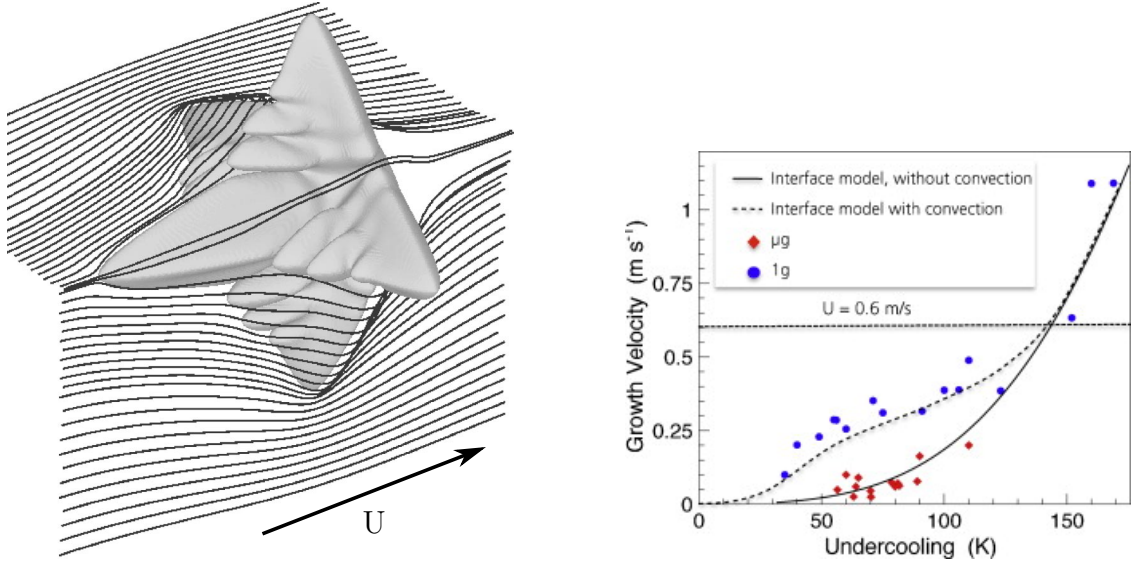 U
Interface model, without convection
Interface model with convection
µg
1g
U = 0.6 m/s
Growth Velocity (m s⁻¹)
1
0.75
0.5
0.25
0
0 50 100 150
Undercooling (K)